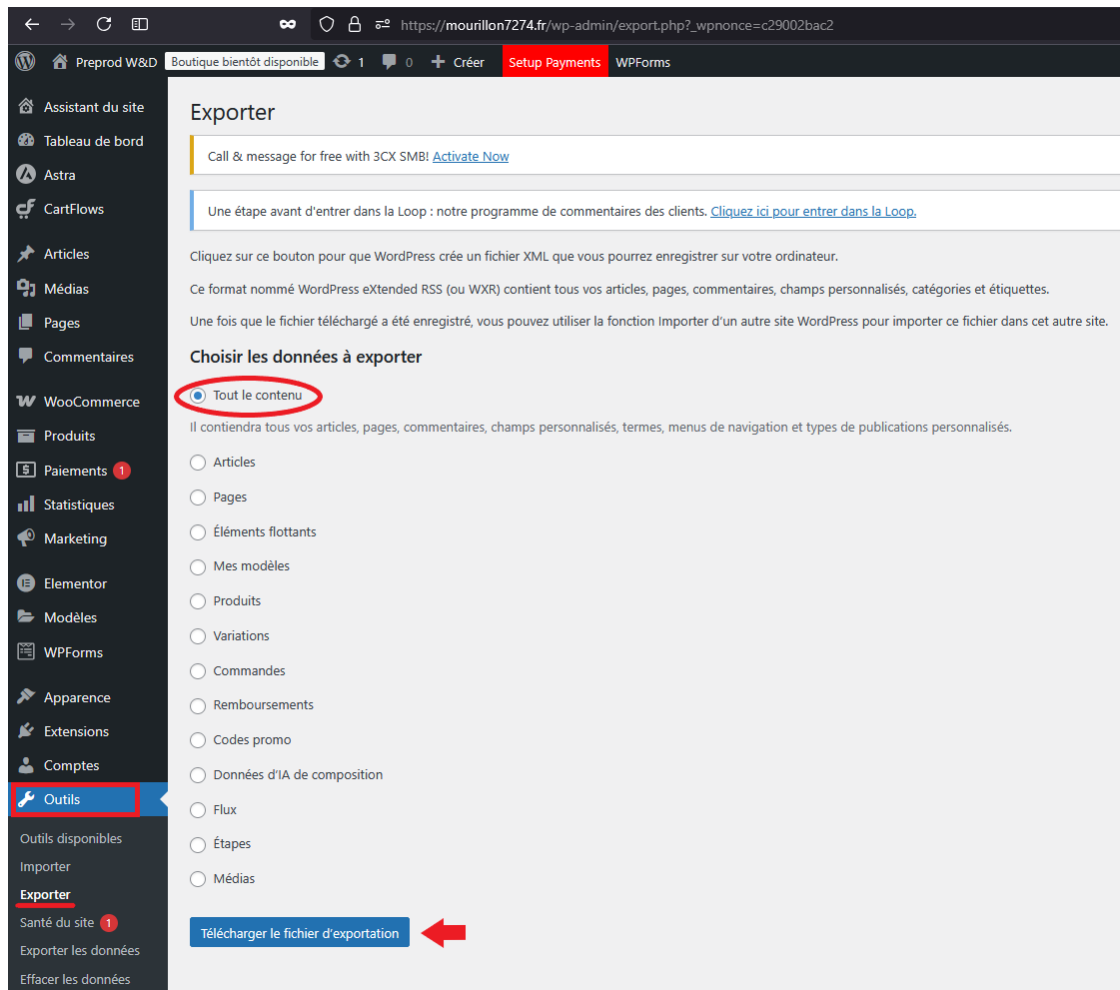 https://mourillon7274.fr/wp-admin/export.php?_wpnonce=c29002bac2
Preprod W&D Boutique bientôt disponible 1 0 + Créer Setup Payments WPForms
Assistant du site
Tableau de bord
Astra
CartFlows
Articles
Médias
Pages
Commentaires
WooCommerce
Produits
Paiements 1
Statistiques
Marketing
Elementor
Modèles
WPForms
Apparence
Extensions
Comptes
Outils
Outils disponibles
Importer
Exporter
Santé du site 1
Exporter les données
Effacer les données
Exporter
Call & message for free with 3CX SMB! Activate Now
Une étape avant d'entrer dans la Loop : notre programme de commentaires des clients. Cliquez ici pour entrer dans la Loop.
Cliquez sur ce bouton pour que WordPress crée un fichier XML que vous pourrez enregistrer sur votre ordinateur.
Ce format nommé WordPress eXtended RSS (ou WXR) contient tous vos articles, pages, commentaires, champs personnalisés, catégories et étiquettes.
Une fois que le fichier téléchargé a été enregistré, vous pouvez utiliser la fonction Importer d’un autre site WordPress pour importer ce fichier dans cet autre site.
Choisir les données à exporter
Tout le contenu
Il contiendra tous vos articles, pages, commentaires, champs personnalisés, termes, menus de navigation et types de publications personnalisés.
Articles
Pages
Éléments flottants
Mes modèles
Produits
Variations
Commandes
Remboursements
Codes promo
Données d’IA de composition
Flux
Étapes
Médias
Télécharger le fichier d’exportation